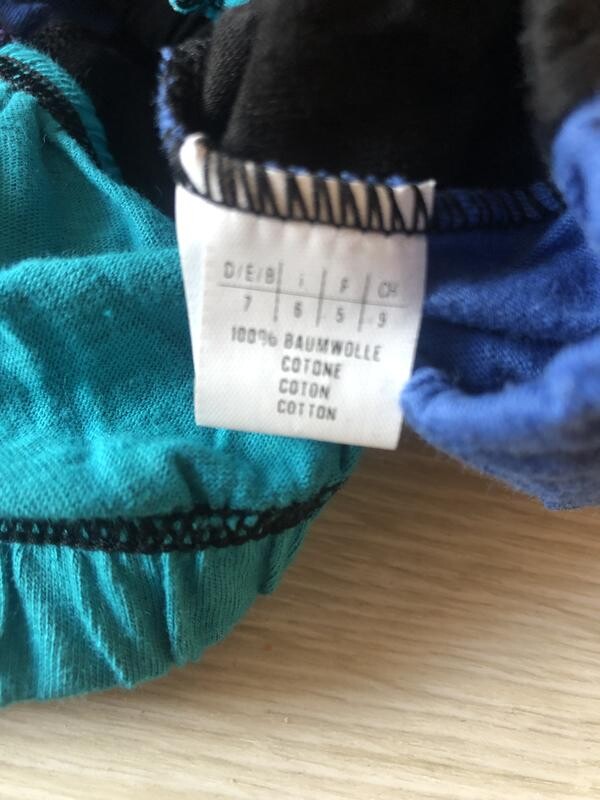 D/E/B I F CH
7 6 5 9
100% BAUMWOLLE
COTONE
COTON
COTTON